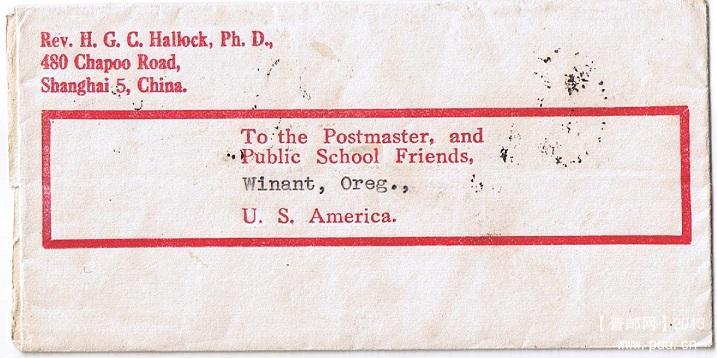 Rev. H. G. C. Hallock, Ph. D.,
480 Chapoo Road,
Shanghai 5, China.
To the Postmaster, and
Public School Friends,
Winant, Oreg.,
U. S. America.
【普邮网】2013
www.puu.cn